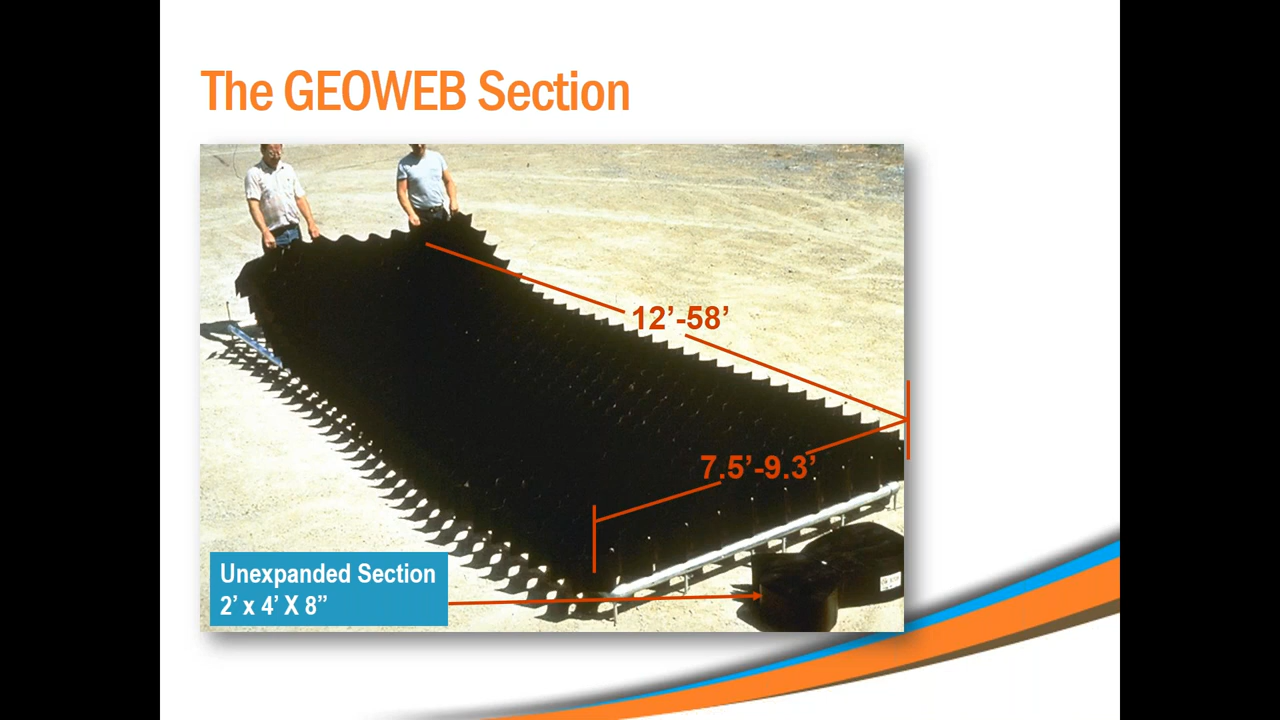 The GEOWEB Section
12’-58’
7.5’-9.3’
Unexpanded Section
2’ x 4’ X 8”